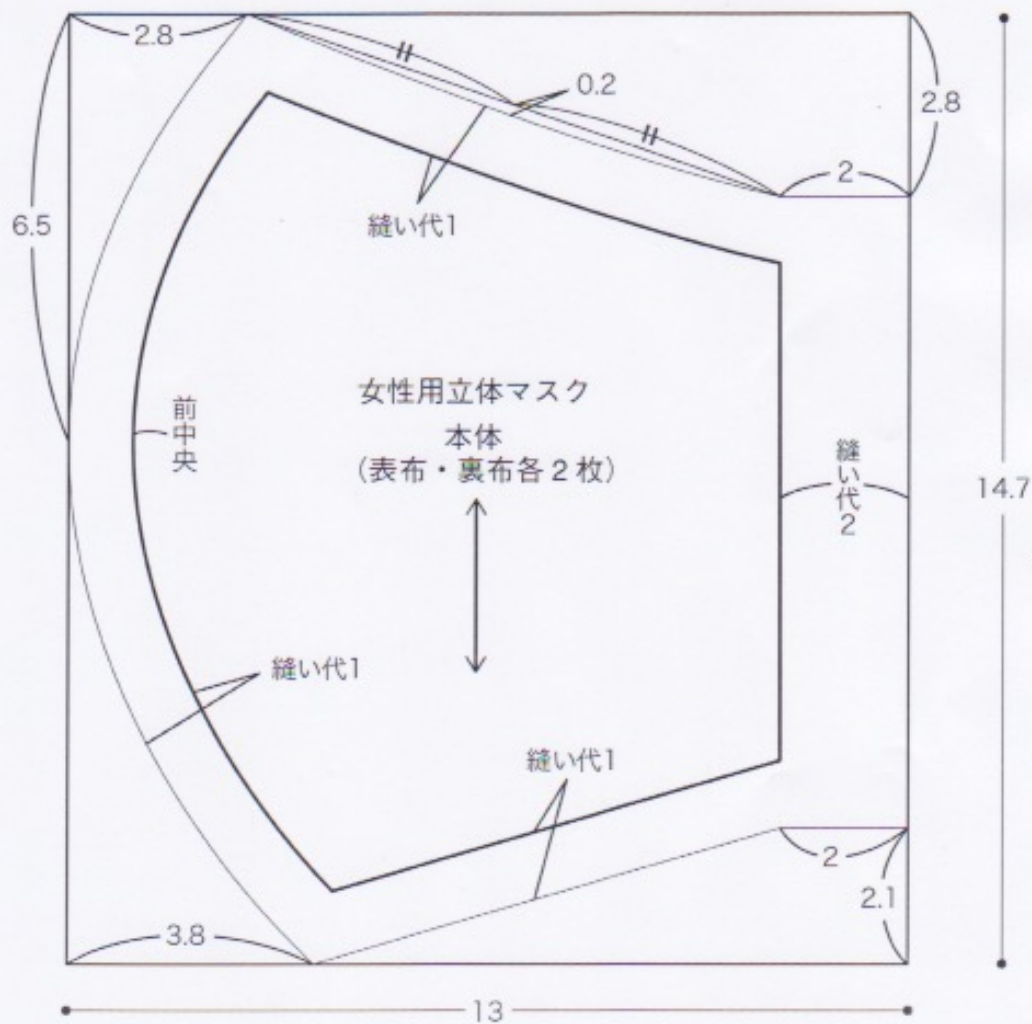 2.8
0.2
2.8
2
6.5
縫い代1
女性用立体マスク
本体
（表布・裏布各２枚）
前中央
縫い代2
14.7
縫い代1
縫い代1
2
2.1
3.8
13